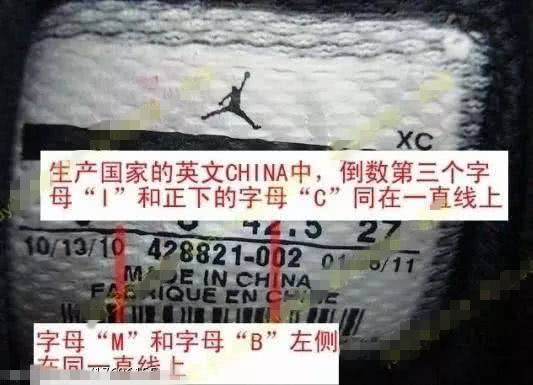 XC
生产国家的英文CHINA中，倒数第三个字
母“I”和正下的字母“C”同在一直线上
42.5 27
10/13/10 428821-002
MADE IN CHINA
FABRIQUE EN CHINE
字母“M”和字母“B”左侧
在同一直线上